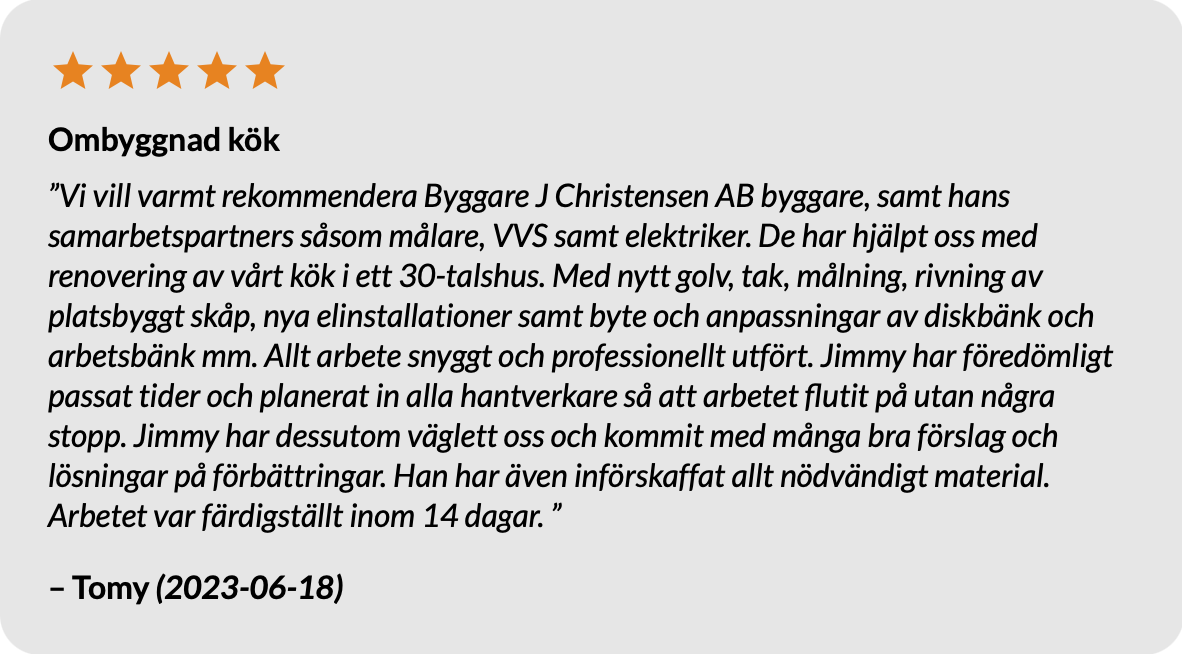 Ombyggnad kök
”Vi vill varmt rekommendera Byggare J Christensen AB byggare, samt hans
samarbetspartners såsom målare, VVS samt elektriker. De har hjälpt oss med
renovering av vårt kök i ett 30-talshus. Med nytt golv, tak, målning, rivning av
platsbyggt skåp, nya elinstallationer samt byte och anpassningar av diskbänk och
arbetsbänk mm. Allt arbete snyggt och professionellt utfört. Jimmy har föredömligt
passat tider och planerat in alla hantverkare så att arbetet flutit på utan några
stopp. Jimmy har dessutom väglett oss och kommit med många bra förslag och
lösningar på förbättringar. Han har även införskaffat allt nödvändigt material.
Arbetet var färdigställt inom 14 dagar. ”
– Tomy (2023-06-18)